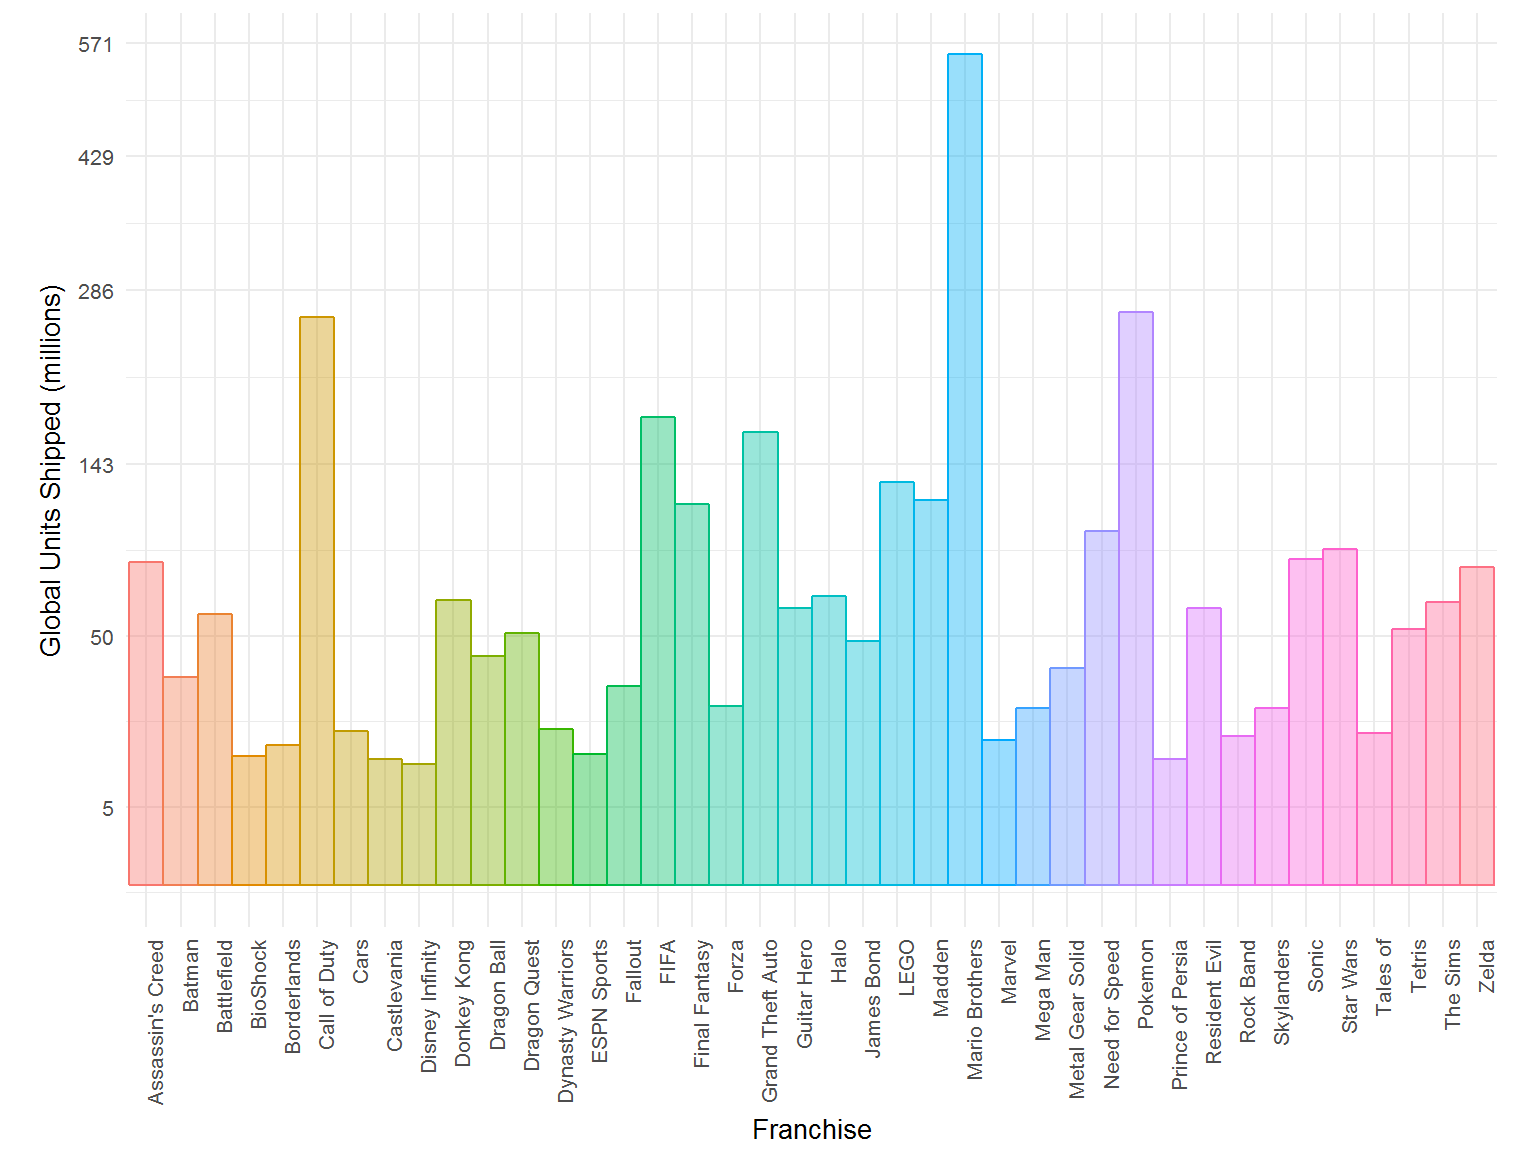 Global Units Shipped (millions)
571
429
286
143
50
5
Assassin's Creed
Batman
Battlefield
BioShock
Borderlands
Call of Duty
Cars
Castlevania
Disney Infinity
Donkey Kong
Dragon Ball
Dragon Quest
Dynasty Warriors
ESPN Sports
Fallout
FIFA
Final Fantasy
Forza
Grand Theft Auto
Guitar Hero
Halo
James Bond
LEGO
Madden
Mario Brothers
Marvel
Mega Man
Metal Gear Solid
Need for Speed
Pokemon
Prince of Persia
Resident Evil
Rock Band
Skylanders
Sonic
Star Wars
Tales of
Tetris
The Sims
Zelda
Franchise